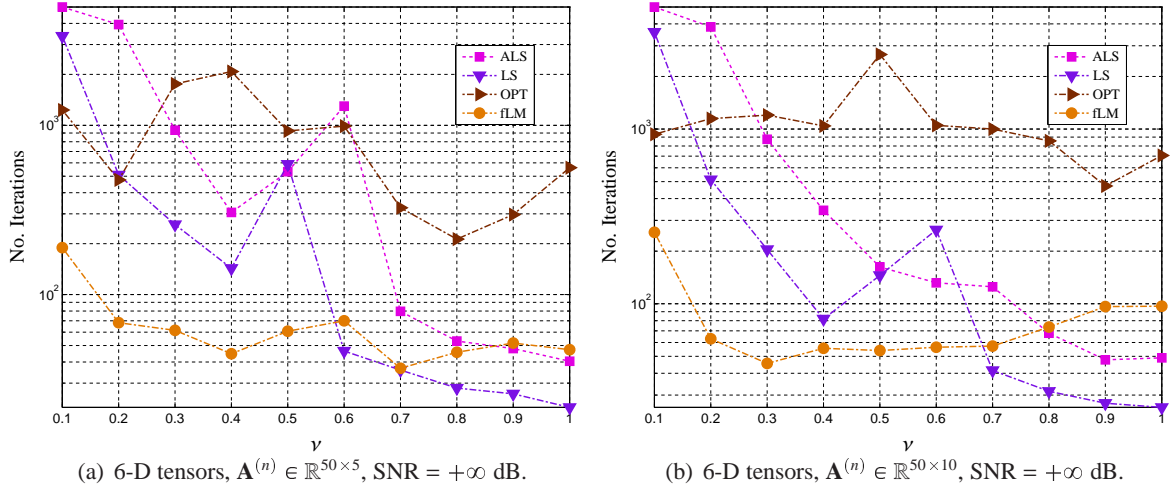 No. Iterations
10^3
10^2
ALS
LS
OPT
fLM
0.1 0.2 0.3 0.4 0.5 0.6 0.7 0.8 0.9 1
ν
(a) 6-D tensors, A^(n) ∈ ℝ^50×5, SNR = +∞ dB.
No. Iterations
10^3
10^2
ALS
LS
OPT
fLM
0.1 0.2 0.3 0.4 0.5 0.6 0.7 0.8 0.9 1
ν
(b) 6-D tensors, A^(n) ∈ ℝ^50×10, SNR = +∞ dB.